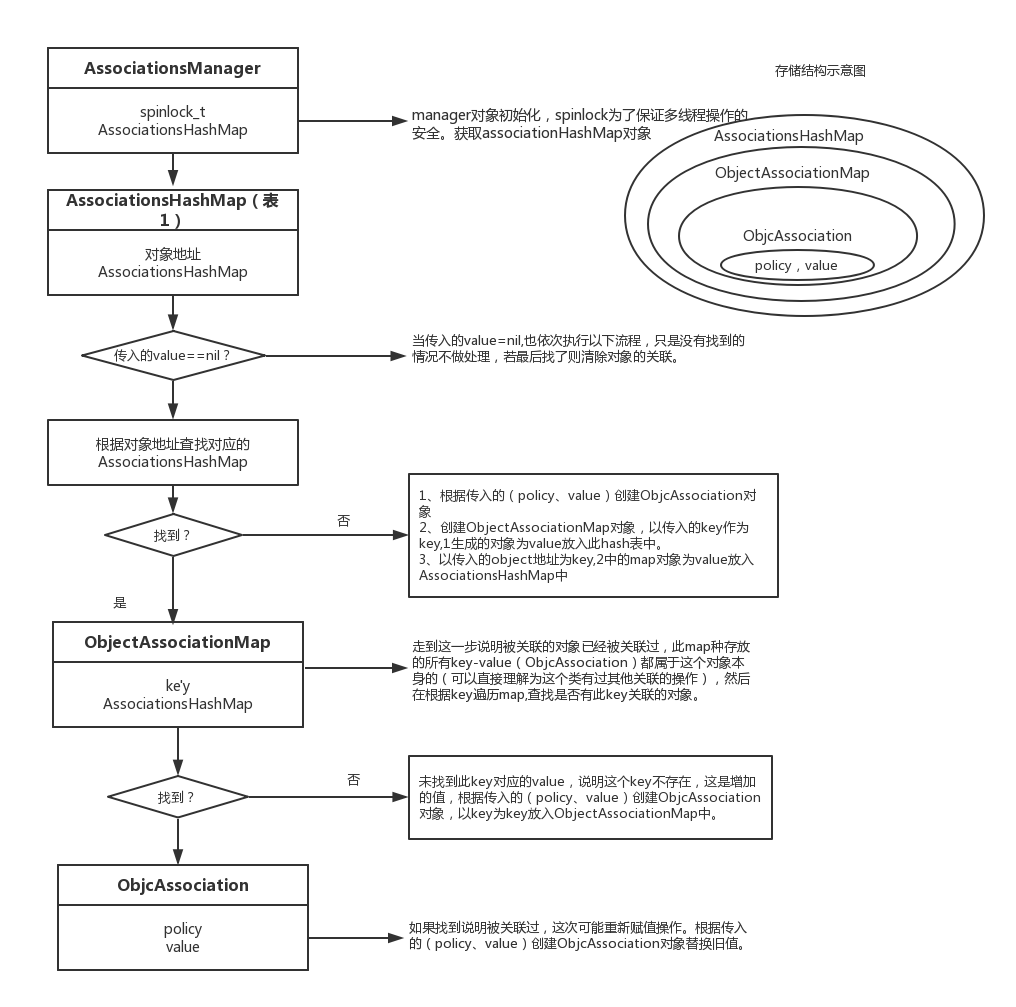 AssociationsManager
spinlock_t
AssociationsHashMap
manager对象初始化，spinlock为了保证多线程操作的
安全。获取associationHashMap对象
存储结构示意图
AssociationsHashMap
ObjectAssociationMap
ObjcAssociation
policy，value
AssociationsHashMap（表
1）
对象地址
AssociationsHashMap
传入的value==nil？
当传入的value=nil,也依次执行以下流程，只是没有找到的
情况不做处理，若最后找了则清除对象的关联。
根据对象地址查找对应的
AssociationsHashMap
找到？
否
1、根据传入的（policy、value）创建ObjcAssociation对
象
2、创建ObjectAssociationMap对象，以传入的key作为
key,1生成的对象为value放入此hash表中。
3、以传入的object地址为key,2中的map对象为value放入
AssociationsHashMap中
是
ObjectAssociationMap
ke'y
AssociationsHashMap
走到这一步说明被关联的对象已经被关联过，此map种存放
的所有key-value（ObjcAssociation）都属于这个对象本
身的（可以直接理解为这个类有过其他关联的操作），然后
在根据key遍历map,查找是否有此key关联的对象。
找到？
否
未找到此key对应的value，说明这个key不存在，这是增加
的值，根据传入的（policy、value）创建ObjcAssociation
对象，以key为key放入ObjectAssociationMap中。
ObjcAssociation
policy
value
如果找到说明被关联过，这次可能重新赋值操作。根据传入
的（policy、value）创建ObjcAssociation对象替换旧值。